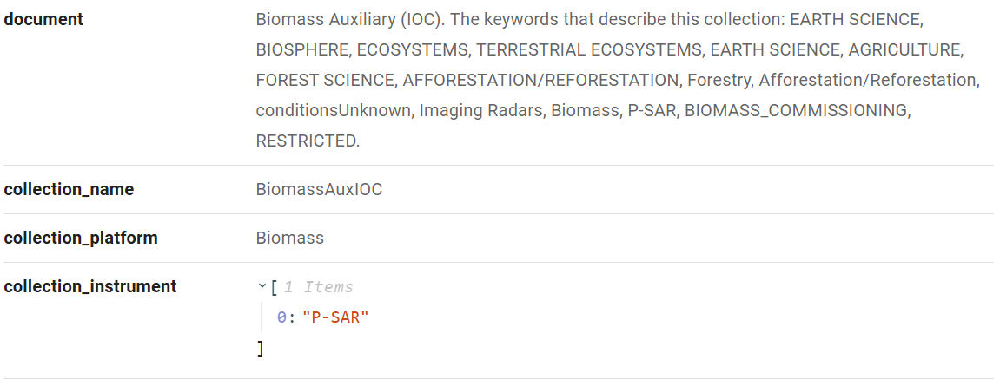 document
Biomass Auxiliary (IOC). The keywords that describe this collection: EARTH SCIENCE,
BIOSPHERE, ECOSYSTEMS, TERRESTRIAL ECOSYSTEMS, EARTH SCIENCE, AGRICULTURE,
FOREST SCIENCE, AFFORESTATION/REFORESTATION, Forestry, Afforestation/Reforestation,
conditionsUnknown, Imaging Radars, Biomass, P-SAR, BIOMASS_COMMISSIONING,
RESTRICTED.
collection_name
BiomassAuxIOC
collection_platform
Biomass
collection_instrument
[ 1 Items
0: "P-SAR"
]